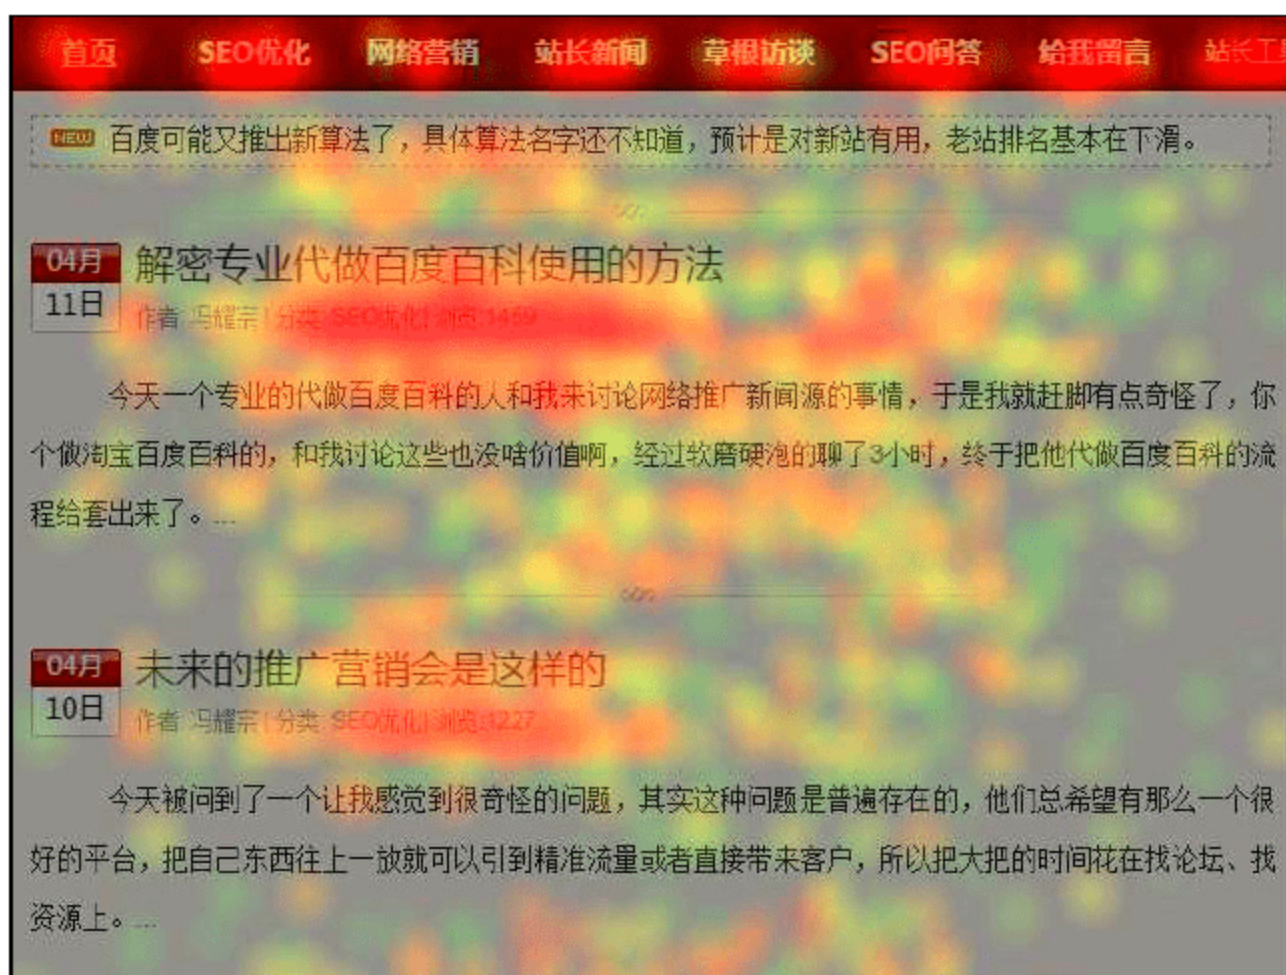 首页 SEO优化 网络营销 站长新闻 草根访谈 SEO问答 给我留言 站长工
NEW 百度可能又推出新算法了，具体算法名字还不知道，预计是对新站有用，老站排名基本在下滑。
04月 解密专业代做百度百科使用的方法
11日 作者 冯耀宗 | 分类 SEO优化 | 浏览:1469
今天一个专业的代做百度百科的人和我来讨论网络推广新闻源的事情，于是我就赶脚有点奇怪了，你
个做淘宝百度百科的，和我讨论这些也没啥价值啊，经过软磨硬泡的聊了3小时，终于把他代做百度百科的流
程给套出来了。...
04月 未来的推广营销会是这样的
10日 作者 冯耀宗 | 分类 SEO优化 | 浏览:1227
今天被问到了一个让我感觉到很奇怪的问题，其实这种问题是普遍存在的，他们总希望有那么一个很
好的平台，把自己东西往上一放就可以引到精准流量或者直接带来客户，所以把大把的时间花在找论坛、找
资源上。...